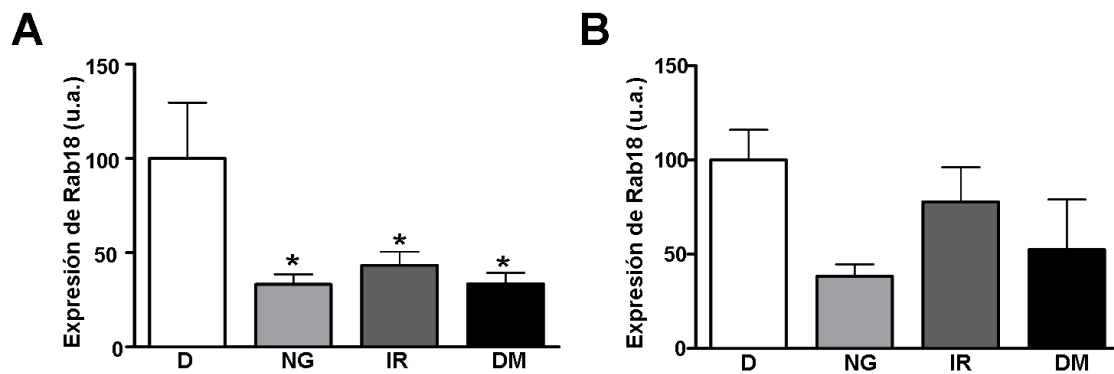 A
Expresión de Rab18 (u.a.)
150
100
50
0
*
*
*
D
NG
IR
DM
B
Expresión de Rab18 (u.a.)
150
100
50
0
D
NG
IR
DM